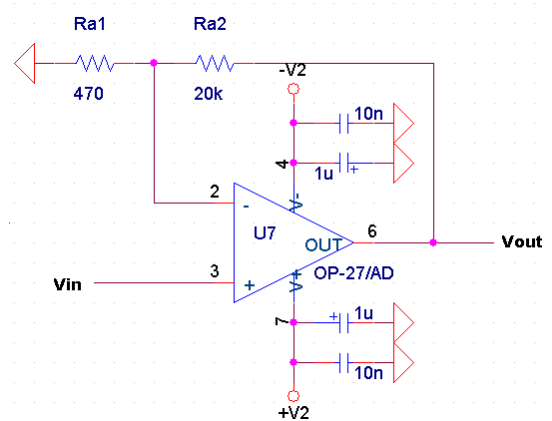 Ra1
Ra2
470
20k
-V2
10n
4
1u
+
V-
2
-
U7
OUT
6
Vout
OP-27/AD
Vin
3
+
V+
7
+
1u
10n
+V2